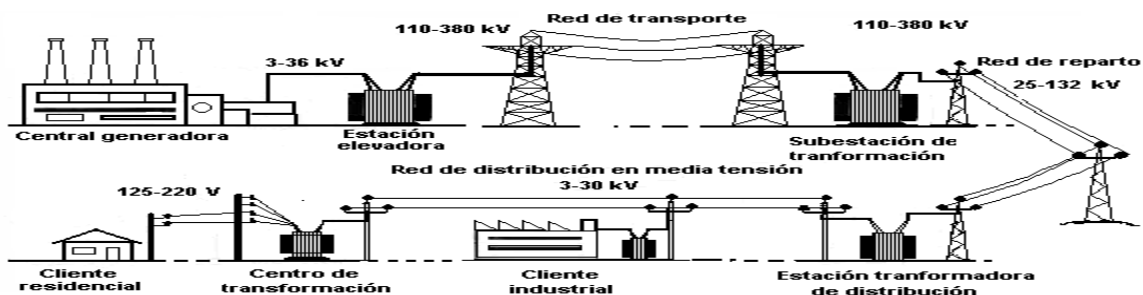 Red de transporte
110-380 kV
110-380 kV
3-36 kV
Red de reparto
25-132 kV
Central generadora
Estación
elevadora
Subestación de
tranformación
Red de distribución en media tensión
3-30 kV
125-220 V
Cliente
residencial
Centro de
transformación
Cliente
industrial
Estación tranformadora
de distribución